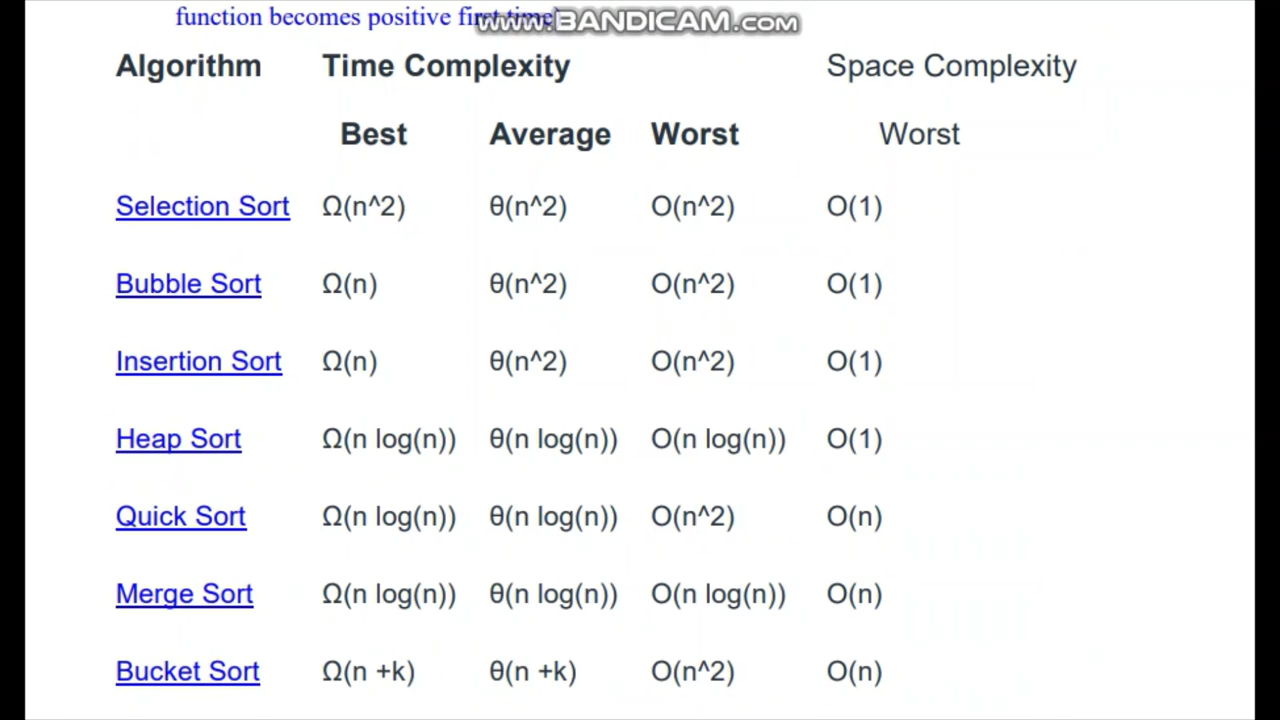 function becomes positive first time
www.BANDICAM.com
Algorithm Time Complexity Space Complexity
Best Average Worst Worst
Selection Sort Ω(n^2) θ(n^2) O(n^2) O(1)
Bubble Sort Ω(n) θ(n^2) O(n^2) O(1)
Insertion Sort Ω(n) θ(n^2) O(n^2) O(1)
Heap Sort Ω(n log(n)) θ(n log(n)) O(n log(n)) O(1)
Quick Sort Ω(n log(n)) θ(n log(n)) O(n^2) O(n)
Merge Sort Ω(n log(n)) θ(n log(n)) O(n log(n)) O(n)
Bucket Sort Ω(n +k) θ(n +k) O(n^2) O(n)